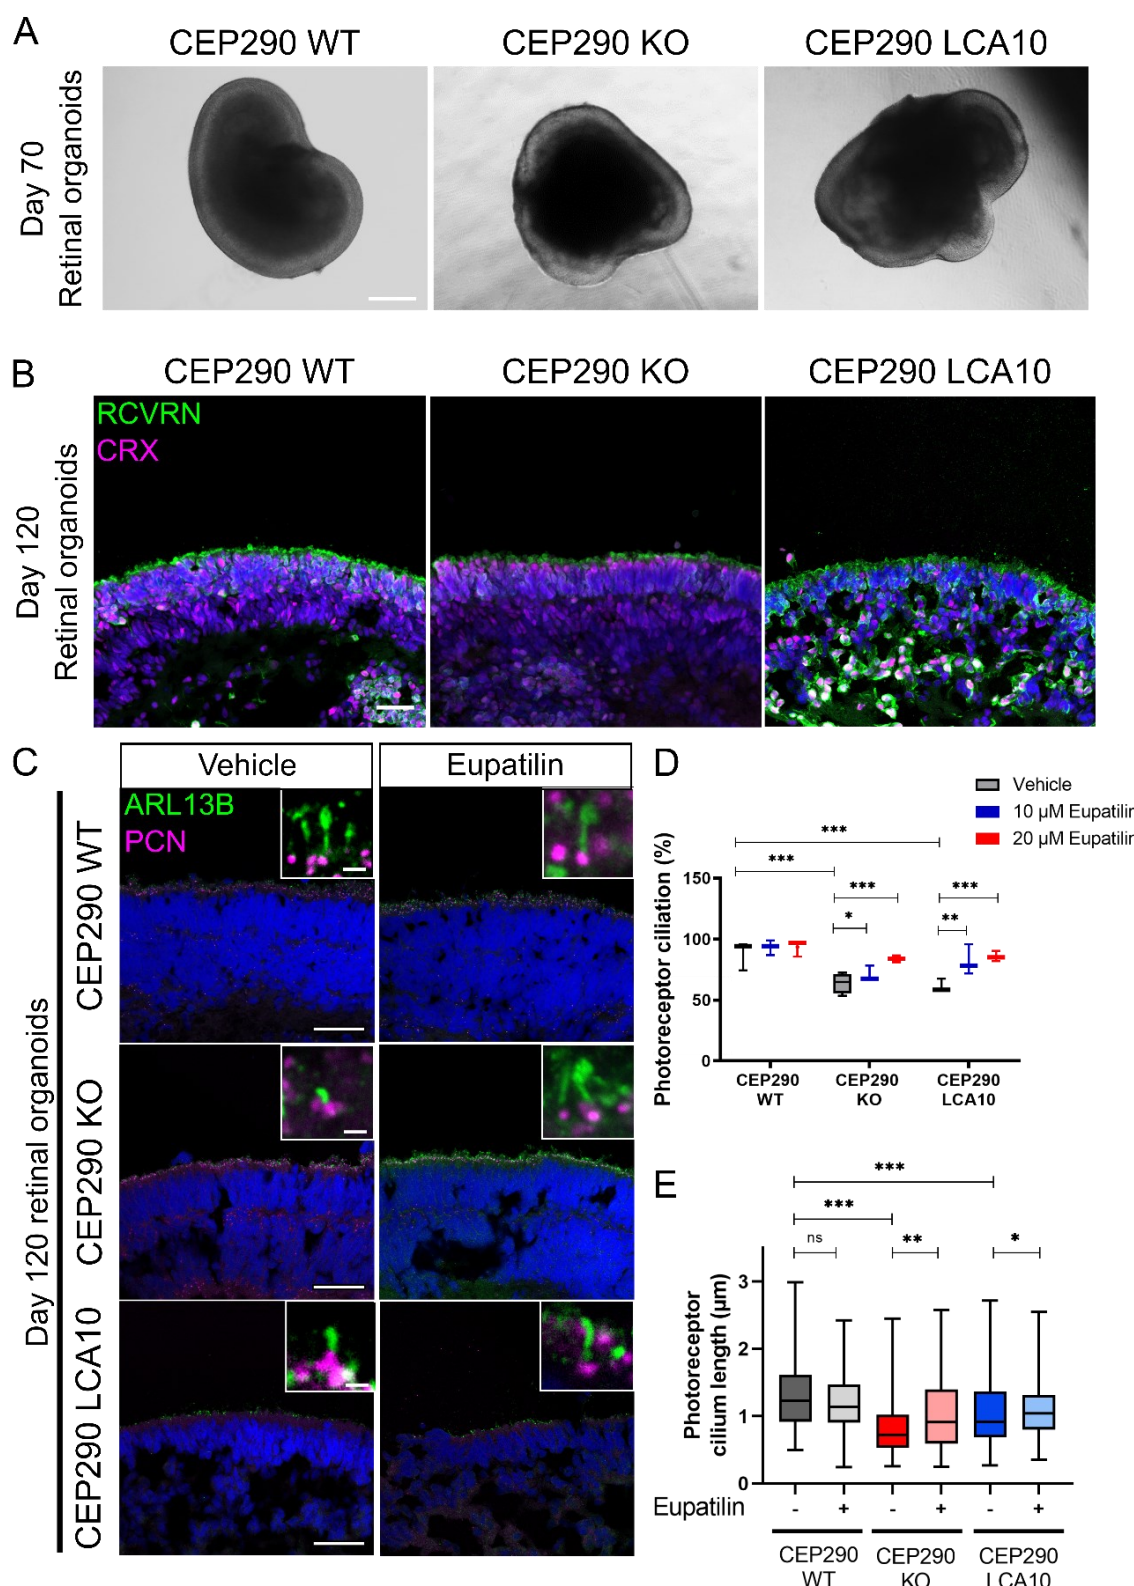 A
CEP290 WT
CEP290 KO
CEP290 LCA10
Day 70
Retinal organoids
B
CEP290 WT
CEP290 KO
CEP290 LCA10
RCVRN
CRX
Day 120
Retinal organoids
C
Vehicle
Eupatilin
ARL13B
PCN
Day 120 retinal organoids
CEP290 WT
CEP290 KO
CEP290 LCA10
D
Vehicle
10 µM Eupatilin
20 µM Eupatilin
***
***
***
***
*
**
Photoreceptor ciliation (%)
150
100
50
0
CEP290
WT
CEP290
KO
CEP290
LCA10
E
***
***
ns
**
*
Photoreceptor
cilium length (µm)
3
2
1
0
Eupatilin
- + - + - +
CEP290
WT
CEP290
KO
CEP290
LCA10